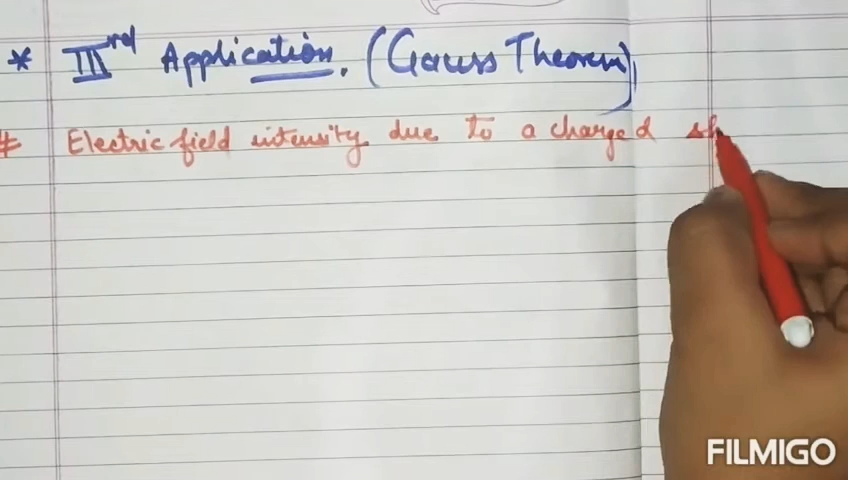 * IIIrd Application. (Gauss Theorem)
# Electric field intensity due to a charged
FILMIGO